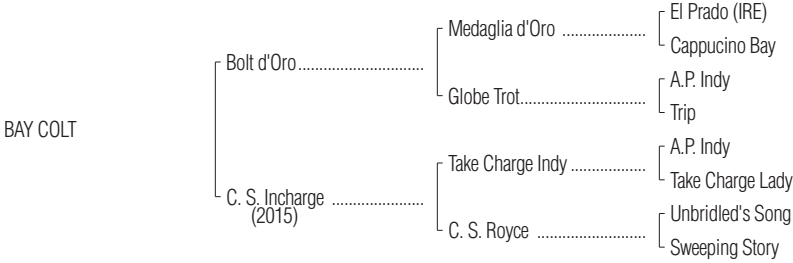 El Prado (IRE)
Medaglia d'Oro ....................
Cappucino Bay
Bolt d'Oro..............................
A.P. Indy
Globe Trot..............................
Trip
BAY COLT
A.P. Indy
Take Charge Indy ..................
Take Charge Lady
C. S. Incharge ......................
(2015)
Unbridled's Song
C. S. Royce ..........................
Sweeping Story